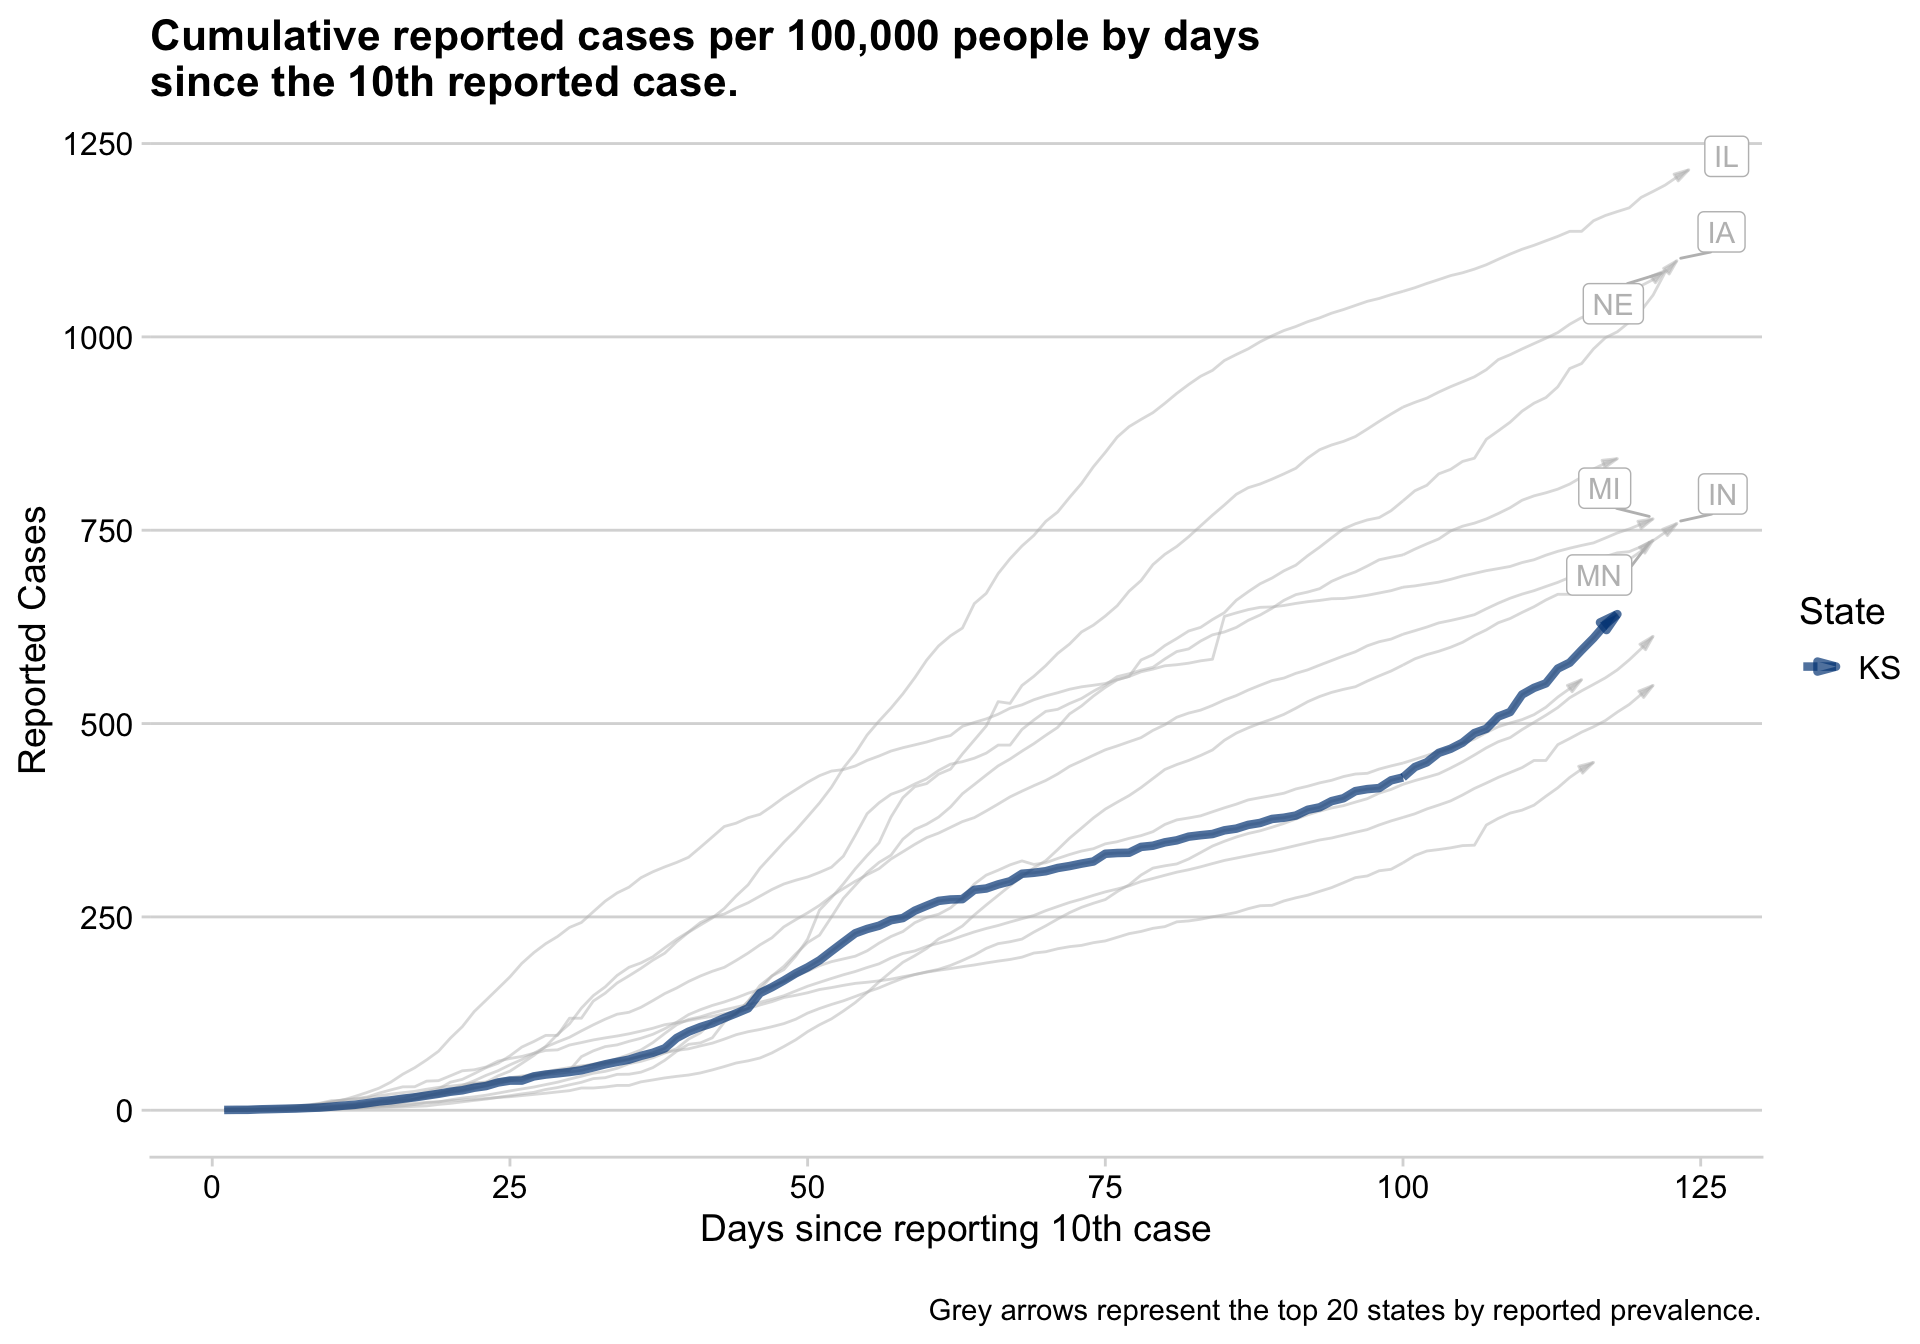 Cumulative reported cases per 100,000 people by days
since the 10th reported case.
1250
1000
750
500
250
0
Reported Cases
IL
IA
NE
MI
IN
MN
State
KS
0
25
50
75
100
125
Days since reporting 10th case
Grey arrows represent the top 20 states by reported prevalence.